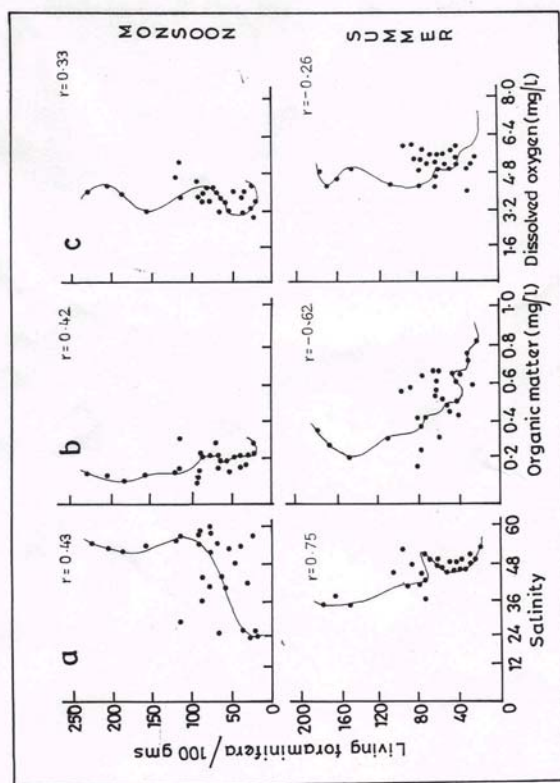 MONSOON
SUMMER
a
b
c
r=0.43
r=0.42
r=0.33
r=0.75
r=-0.62
r=-0.26
Living foraminifera/100 gms
250
200
150
100
50
200
160
120
80
40
12
24
36
48
60
Salinity
0.2
0.4
0.6
0.8
1.0
Organic matter (mg/l)
1.6
3.2
4.8
6.4
8.0
Dissolved oxygen (mg/l)